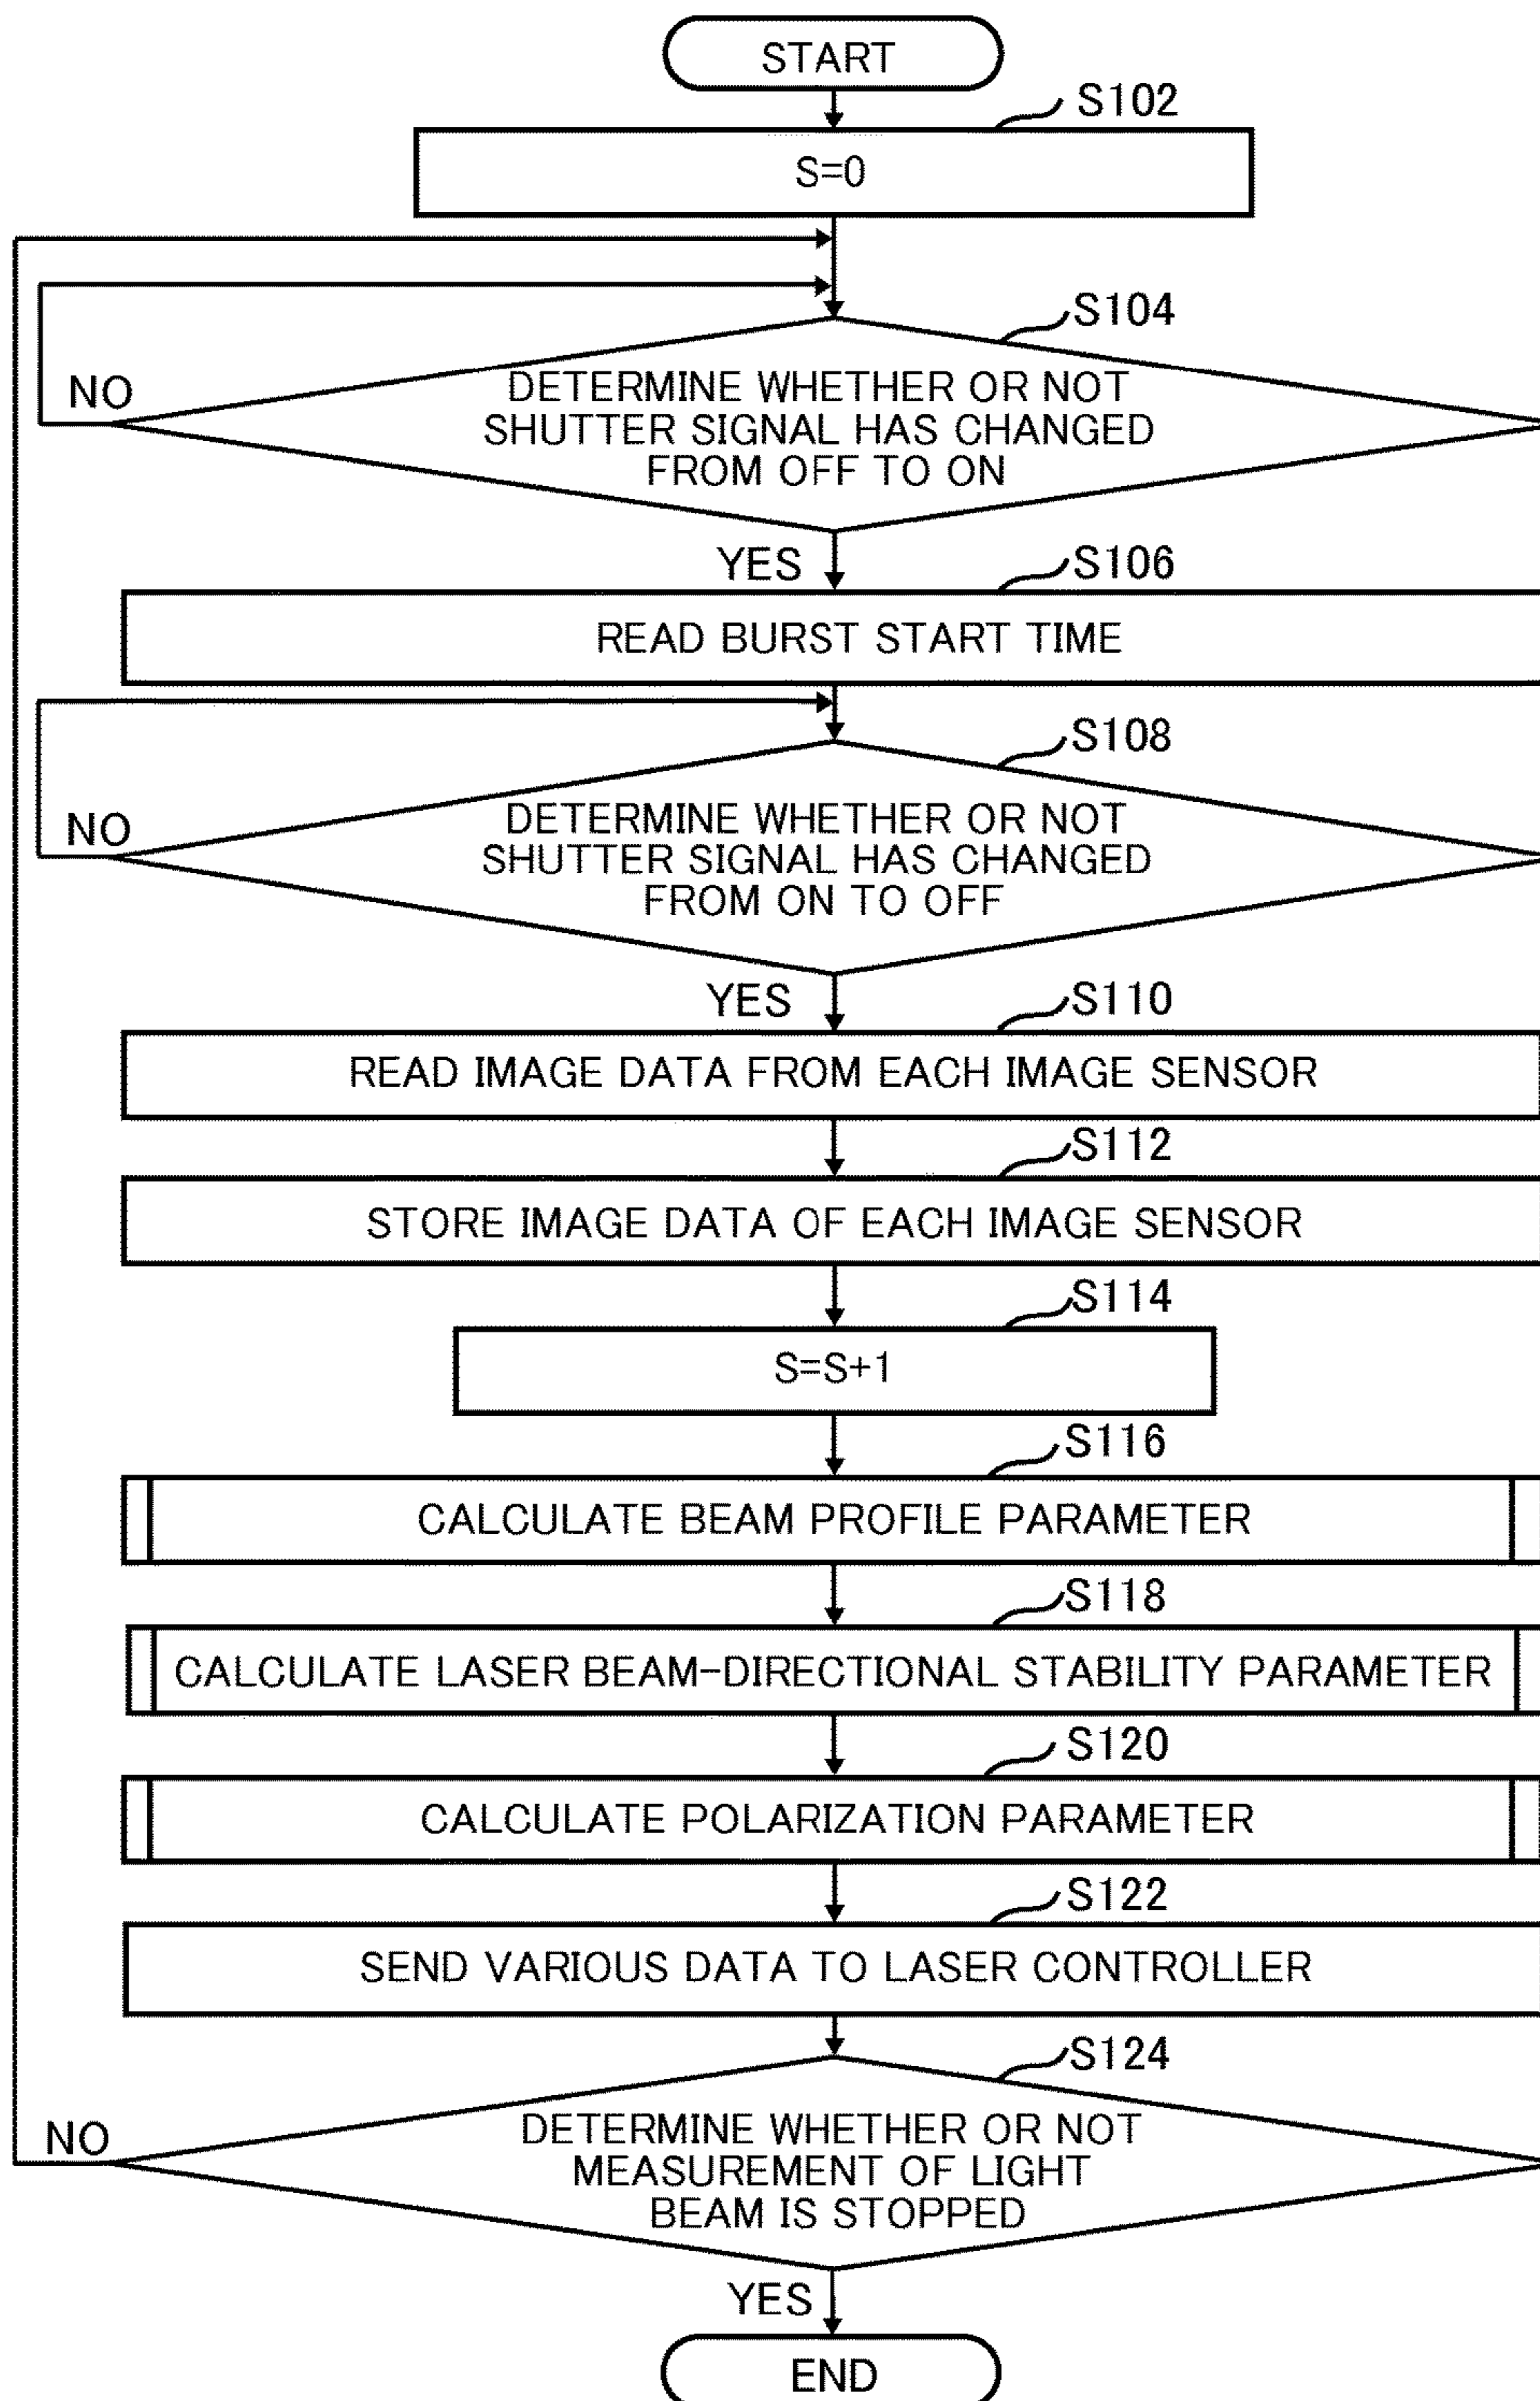 START
S102
S=0
S104
DETERMINE WHETHER OR NOT
SHUTTER SIGNAL HAS CHANGED
FROM OFF TO ON
NO
YES
S106
READ BURST START TIME
S108
DETERMINE WHETHER OR NOT
SHUTTER SIGNAL HAS CHANGED
FROM ON TO OFF
NO
YES
S110
READ IMAGE DATA FROM EACH IMAGE SENSOR
S112
STORE IMAGE DATA OF EACH IMAGE SENSOR
S114
S=S+1
S116
CALCULATE BEAM PROFILE PARAMETER
S118
CALCULATE LASER BEAM-DIRECTIONAL STABILITY PARAMETER
S120
CALCULATE POLARIZATION PARAMETER
S122
SEND VARIOUS DATA TO LASER CONTROLLER
S124
DETERMINE WHETHER OR NOT
MEASUREMENT OF LIGHT
BEAM IS STOPPED
NO
YES
END